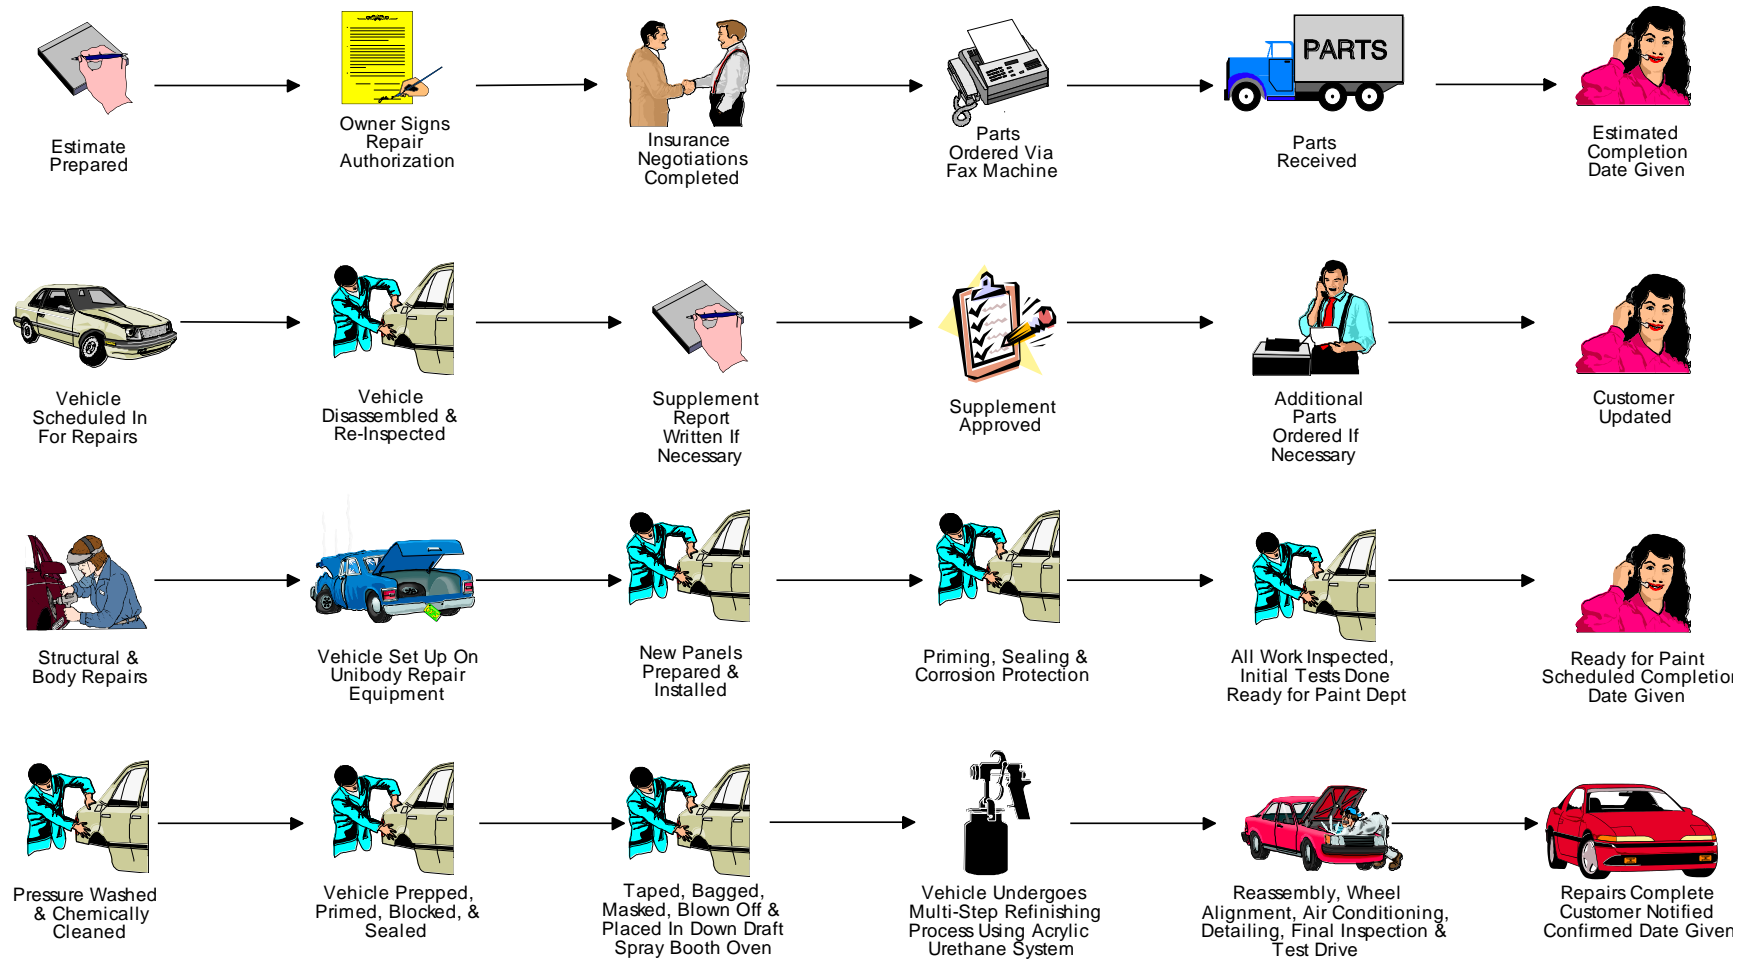 PARTS
Estimate
Prepared
Owner Signs
Repair
Authorization
Insurance
Negotiations
Completed
Parts
Ordered Via
Fax Machine
Parts
Received
Estimated
Completion
Date Given
Vehicle
Scheduled In
For Repairs
Vehicle
Disassembled &
Re-Inspected
Supplement
Report
Written If
Necessary
Supplement
Approved
Additional
Parts
Ordered If
Necessary
Customer
Updated
Structural &
Body Repairs
Vehicle Set Up On
Unibody Repair
Equipment
New Panels
Prepared &
Installed
Priming, Sealing &
Corrosion Protection
All Work Inspected,
Initial Tests Done
Ready for Paint Dept
Ready for Paint
Scheduled Completion
Date Given
Pressure Washed
& Chemically
Cleaned
Vehicle Prepped,
Primed, Blocked, &
Sealed
Taped, Bagged,
Masked, Blown Off &
Placed In Down Draft
Spray Booth Oven
Vehicle Undergoes
Multi-Step Refinishing
Process Using Acrylic
Urethane System
Reassembly, Wheel
Alignment, Air Conditioning,
Detailing, Final Inspection &
Test Drive
Repairs Complete
Customer Notified
Confirmed Date Given